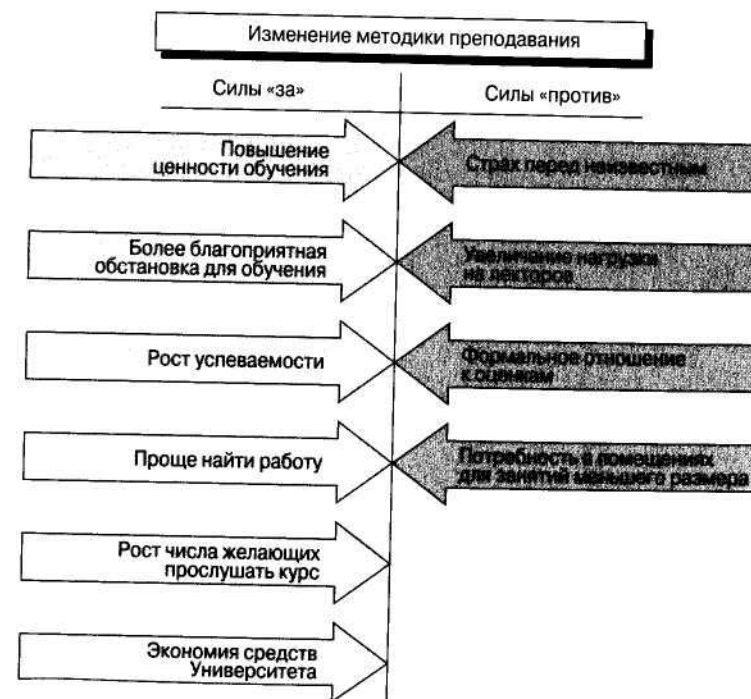 Изменение методики преподавания
Силы «за»
Силы «против»
Повышение
ценности обучения
Страх перед неизвестным
Более благоприятная
обстановка для обучения
Увеличание нагрузки
на лекторов
Рост успеваемости
Формальное отношение
к оценкам
Проще найти работу
Потребность в помещениях
для занятий маньшего размера
Рост числа желающих
прослушать курс
Экономия средств
Университета